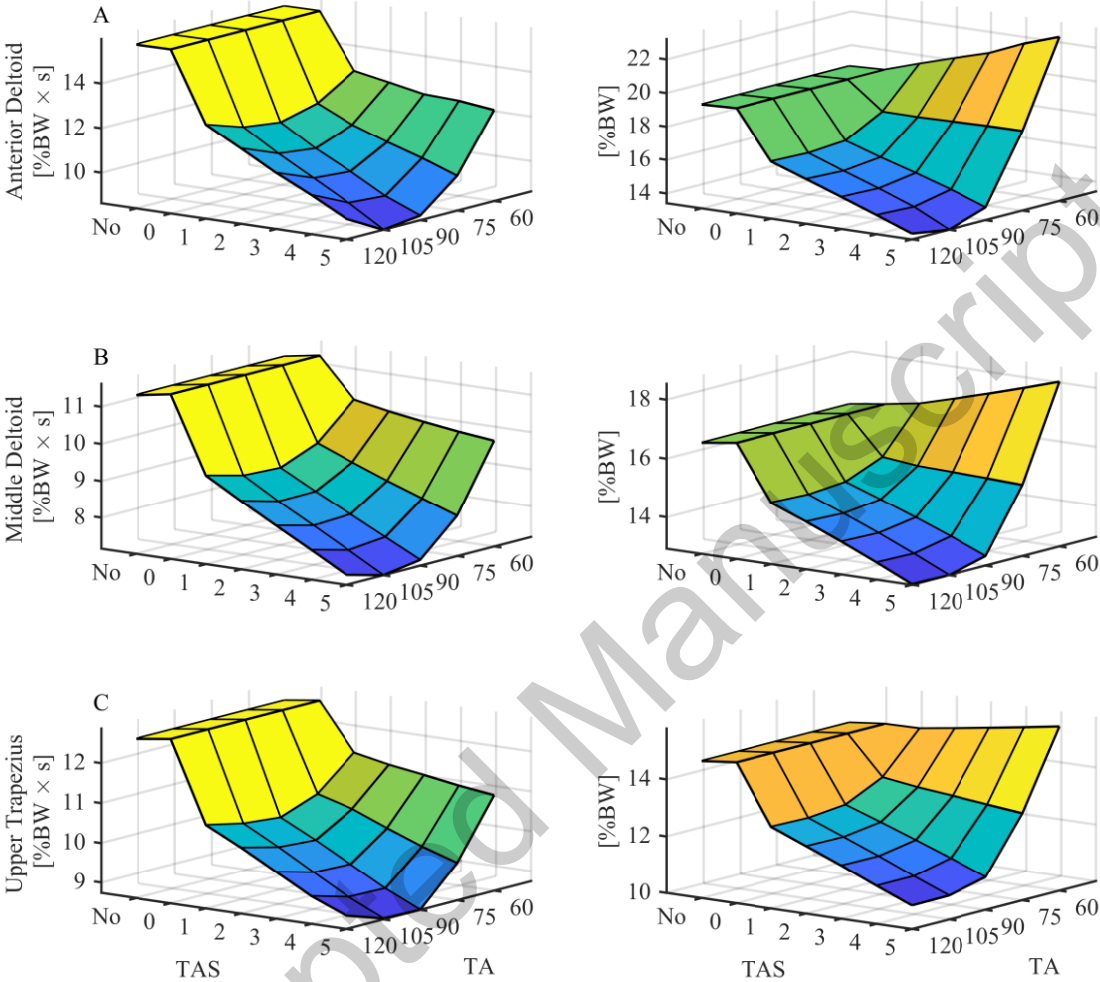 A
Anterior Deltoid
[%BW × s]
14
12
10
No 0 1 2 3 4 5
120 105 90 75 60
[%BW]
22
20
18
16
14
No 0 1 2 3 4 5
120 105 90 75 60
B
Middle Deltoid
[%BW × s]
11
10
9
8
No 0 1 2 3 4 5
120 105 90 75 60
[%BW]
18
16
14
No 0 1 2 3 4 5
120 105 90 75 60
C
Upper Trapezius
[%BW × s]
12
11
10
9
No 0 1 2 3 4 5
120 105 90 75 60
TAS
TA
[%BW]
14
12
10
No 0 1 2 3 4 5
120 105 90 75 60
TAS
TA
pted Manuscript